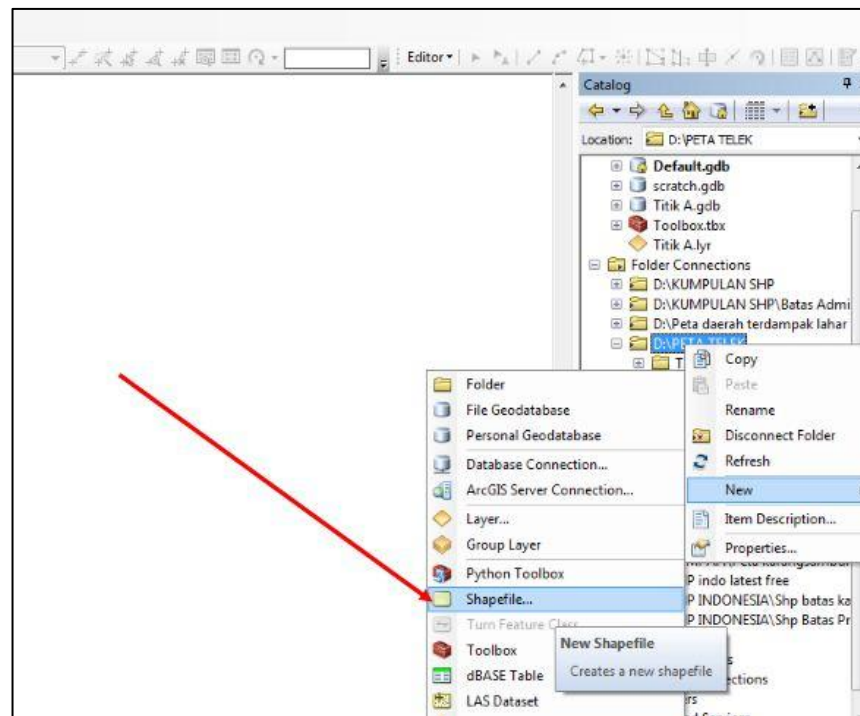 Editor
Catalog
Location: D:\PETA TELEK
Default.gdb
scratch.gdb
Titik A.gdb
Toolbox.tbx
Titik A.lyr
Folder Connections
D:\KUMPULAN SHP
D:\KUMPULAN SHP\Batas Admi
D:\Peta daerah terdampak lahar
D:\PETA TELEK
T
Copy
Paste
Rename
Disconnect Folder
Refresh
New
Item Description...
Properties...
Folder
File Geodatabase
Personal Geodatabase
Database Connection...
ArcGIS Server Connection...
Layer...
Group Layer
Python Toolbox
Shapefile...
Turn Feature Class
Toolbox
dBASE Table
LAS Dataset
New Shapefile
Creates a new shapefile
P indo latest free
P INDONESIA\Shp batas ka
P INDONESIA\Shp Batas Pr
s
ections
rs